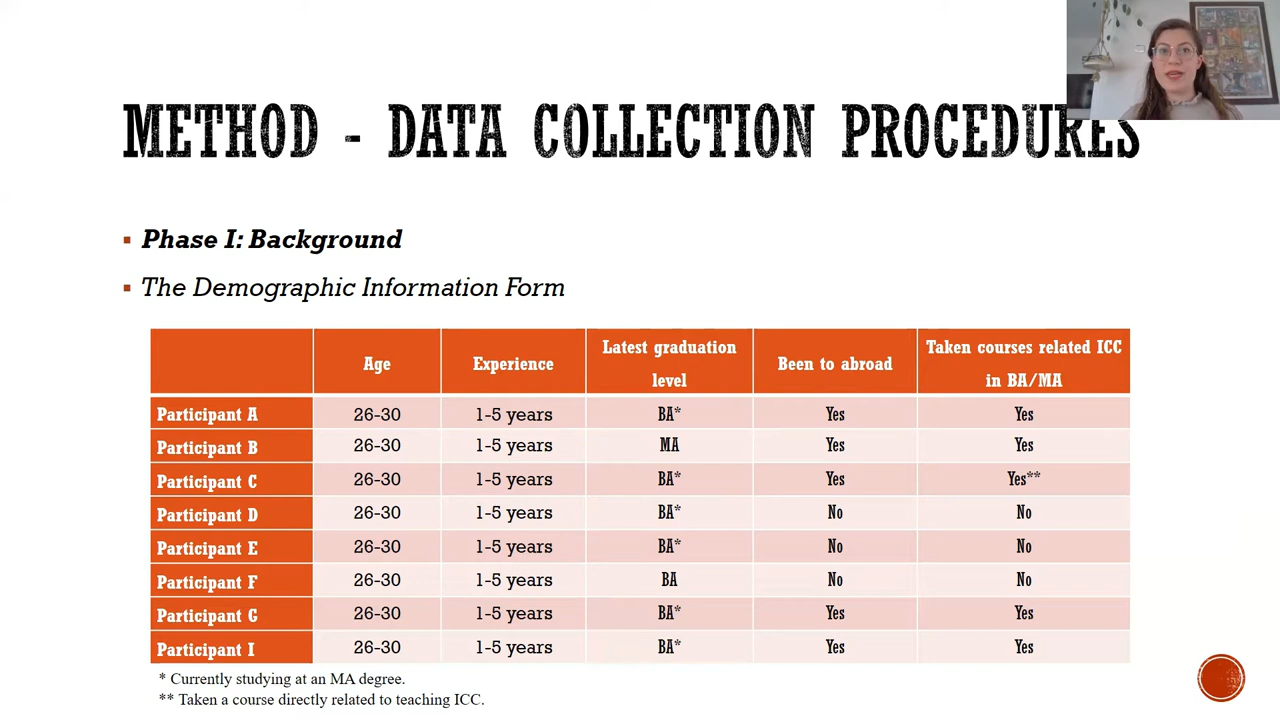 METHOD - DATA COLLECTION PROCEDURES
Phase I: Background
The Demographic Information Form
Age Experience Latest graduation level Been to abroad Taken courses related ICC in BA/MA
Participant A 26-30 1-5 years BA* Yes Yes
Participant B 26-30 1-5 years MA Yes Yes
Participant C 26-30 1-5 years BA* Yes Yes**
Participant D 26-30 1-5 years BA* No No
Participant E 26-30 1-5 years BA* No No
Participant F 26-30 1-5 years BA No No
Participant G 26-30 1-5 years BA* Yes Yes
Participant I 26-30 1-5 years BA* Yes Yes
* Currently studying at an MA degree.
** Taken a course directly related to teaching ICC.